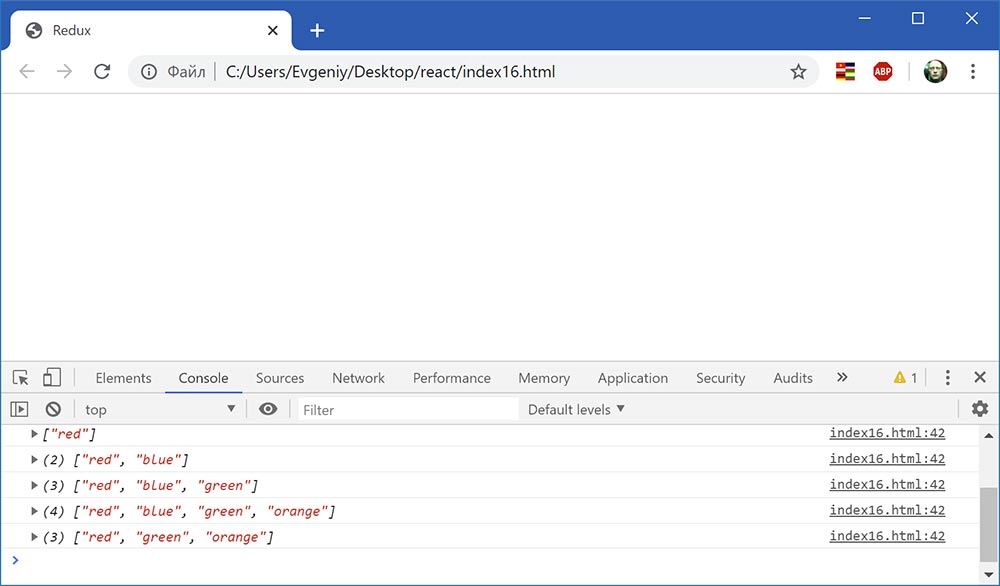 Redux
Файл C:/Users/Evgeniy/Desktop/react/index16.html
ABP
Elements Console Sources Network Performance Memory Application Security Audits 1
top Filter Default levels
["red"] index16.html:42
(2) ["red", "blue"] index16.html:42
(3) ["red", "blue", "green"] index16.html:42
(4) ["red", "blue", "green", "orange"] index16.html:42
(3) ["red", "green", "orange"] index16.html:42